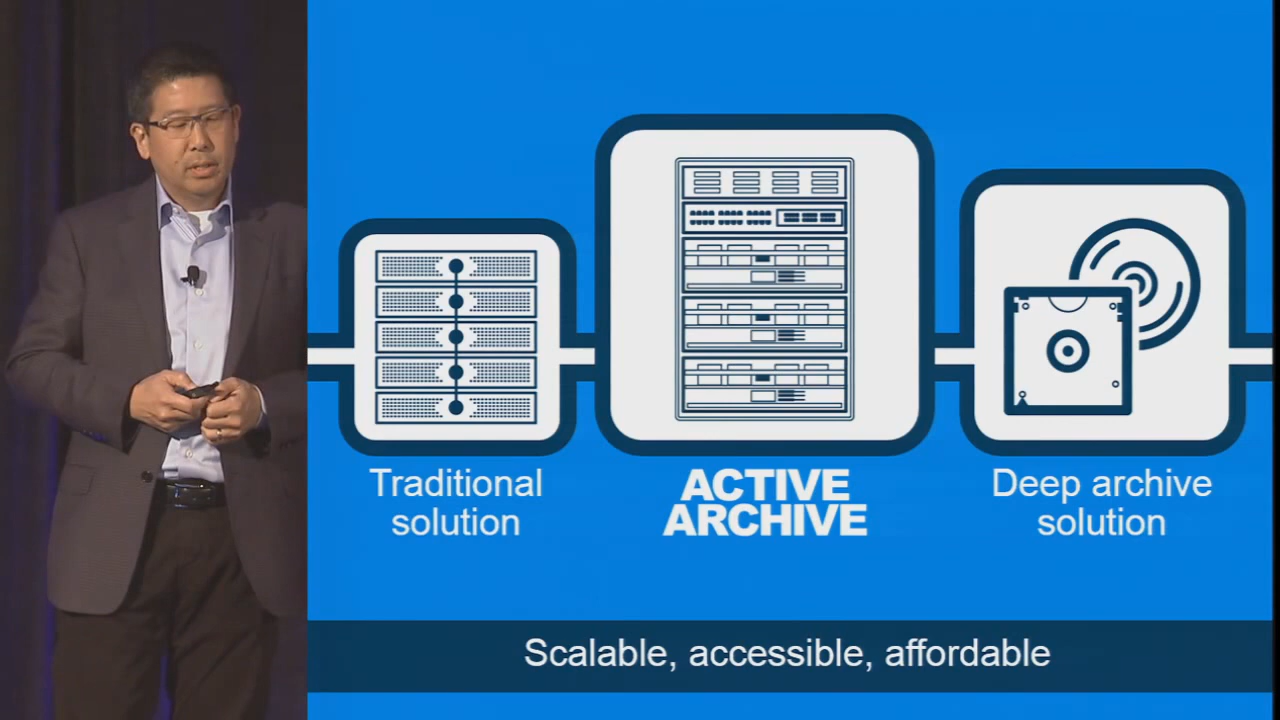 Traditional
solution
ACTIVE
ARCHIVE
Deep archive
solution
Scalable, accessible, affordable